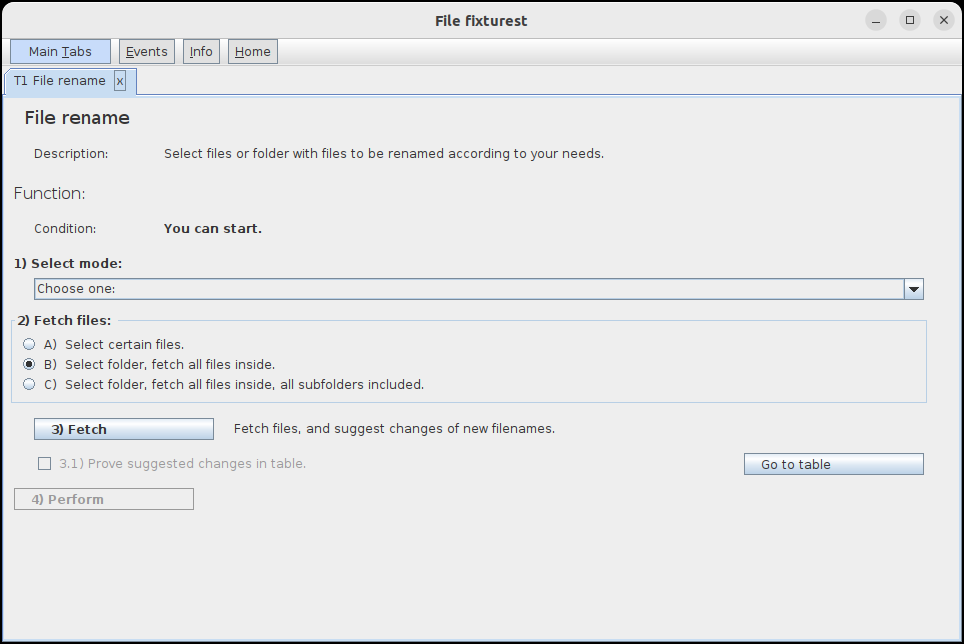 File fixturest
Main Tabs Events Info Home
T1 File rename x
File rename
Description: Select files or folder with files to be renamed according to your needs.
Function:
Condition: You can start.
1) Select mode:
Choose one:
2) Fetch files:
A) Select certain files.
B) Select folder, fetch all files inside.
C) Select folder, fetch all files inside, all subfolders included.
3) Fetch Fetch files, and suggest changes of new filenames.
3.1) Prove suggested changes in table. Go to table
4) Perform